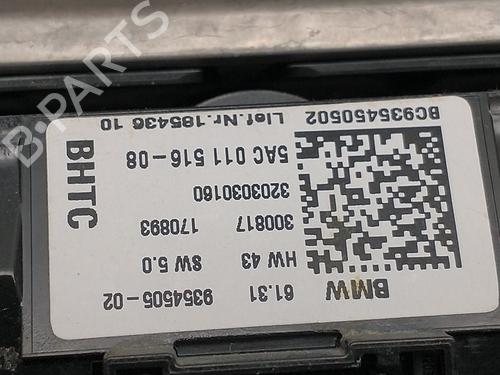 BMW
61.31 9354505-02
HW 43 SW 5.0
300817 170893
3203030160
5AC 011 516-08
Lief.Nr.185436 10
BHTC
BC935450502
B-PARTS